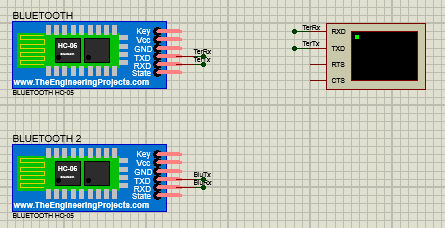 BLUETOOTH
HC-05
Key
Vcc
GND
TXD
RXD
State
TerRx
TerTx
www.TheEngineeringProjects.com
BLUETOOTH HC-05
TerRx
TerTx
RXD
TXD
RTS
CTS
BLUETOOTH 2
HC-05
Key
Vcc
GND
TXD
RXD
State
BluTx
BluRx
www.TheEngineeringProjects.com
BLUETOOTH HC-05